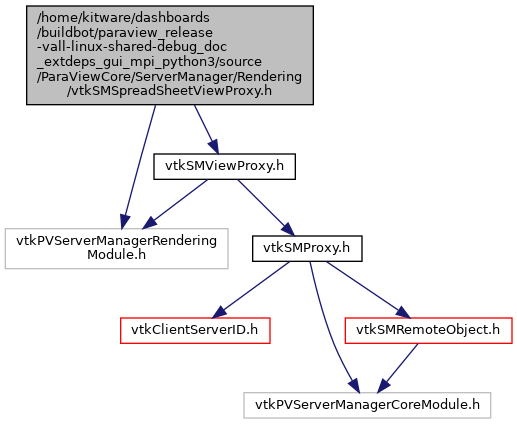 /home/kitware/dashboards
/buildbot/paraview_release
-vall-linux-shared-debug_doc
_extdeps_gui_mpi_python3/source
/ParaViewCore/ServerManager/Rendering
/vtkSMSpreadSheetViewProxy.h
vtkSMViewProxy.h
vtkPVServerManagerRendering
Module.h
vtkSMProxy.h
vtkClientServerID.h
vtkSMRemoteObject.h
vtkPVServerManagerCoreModule.h